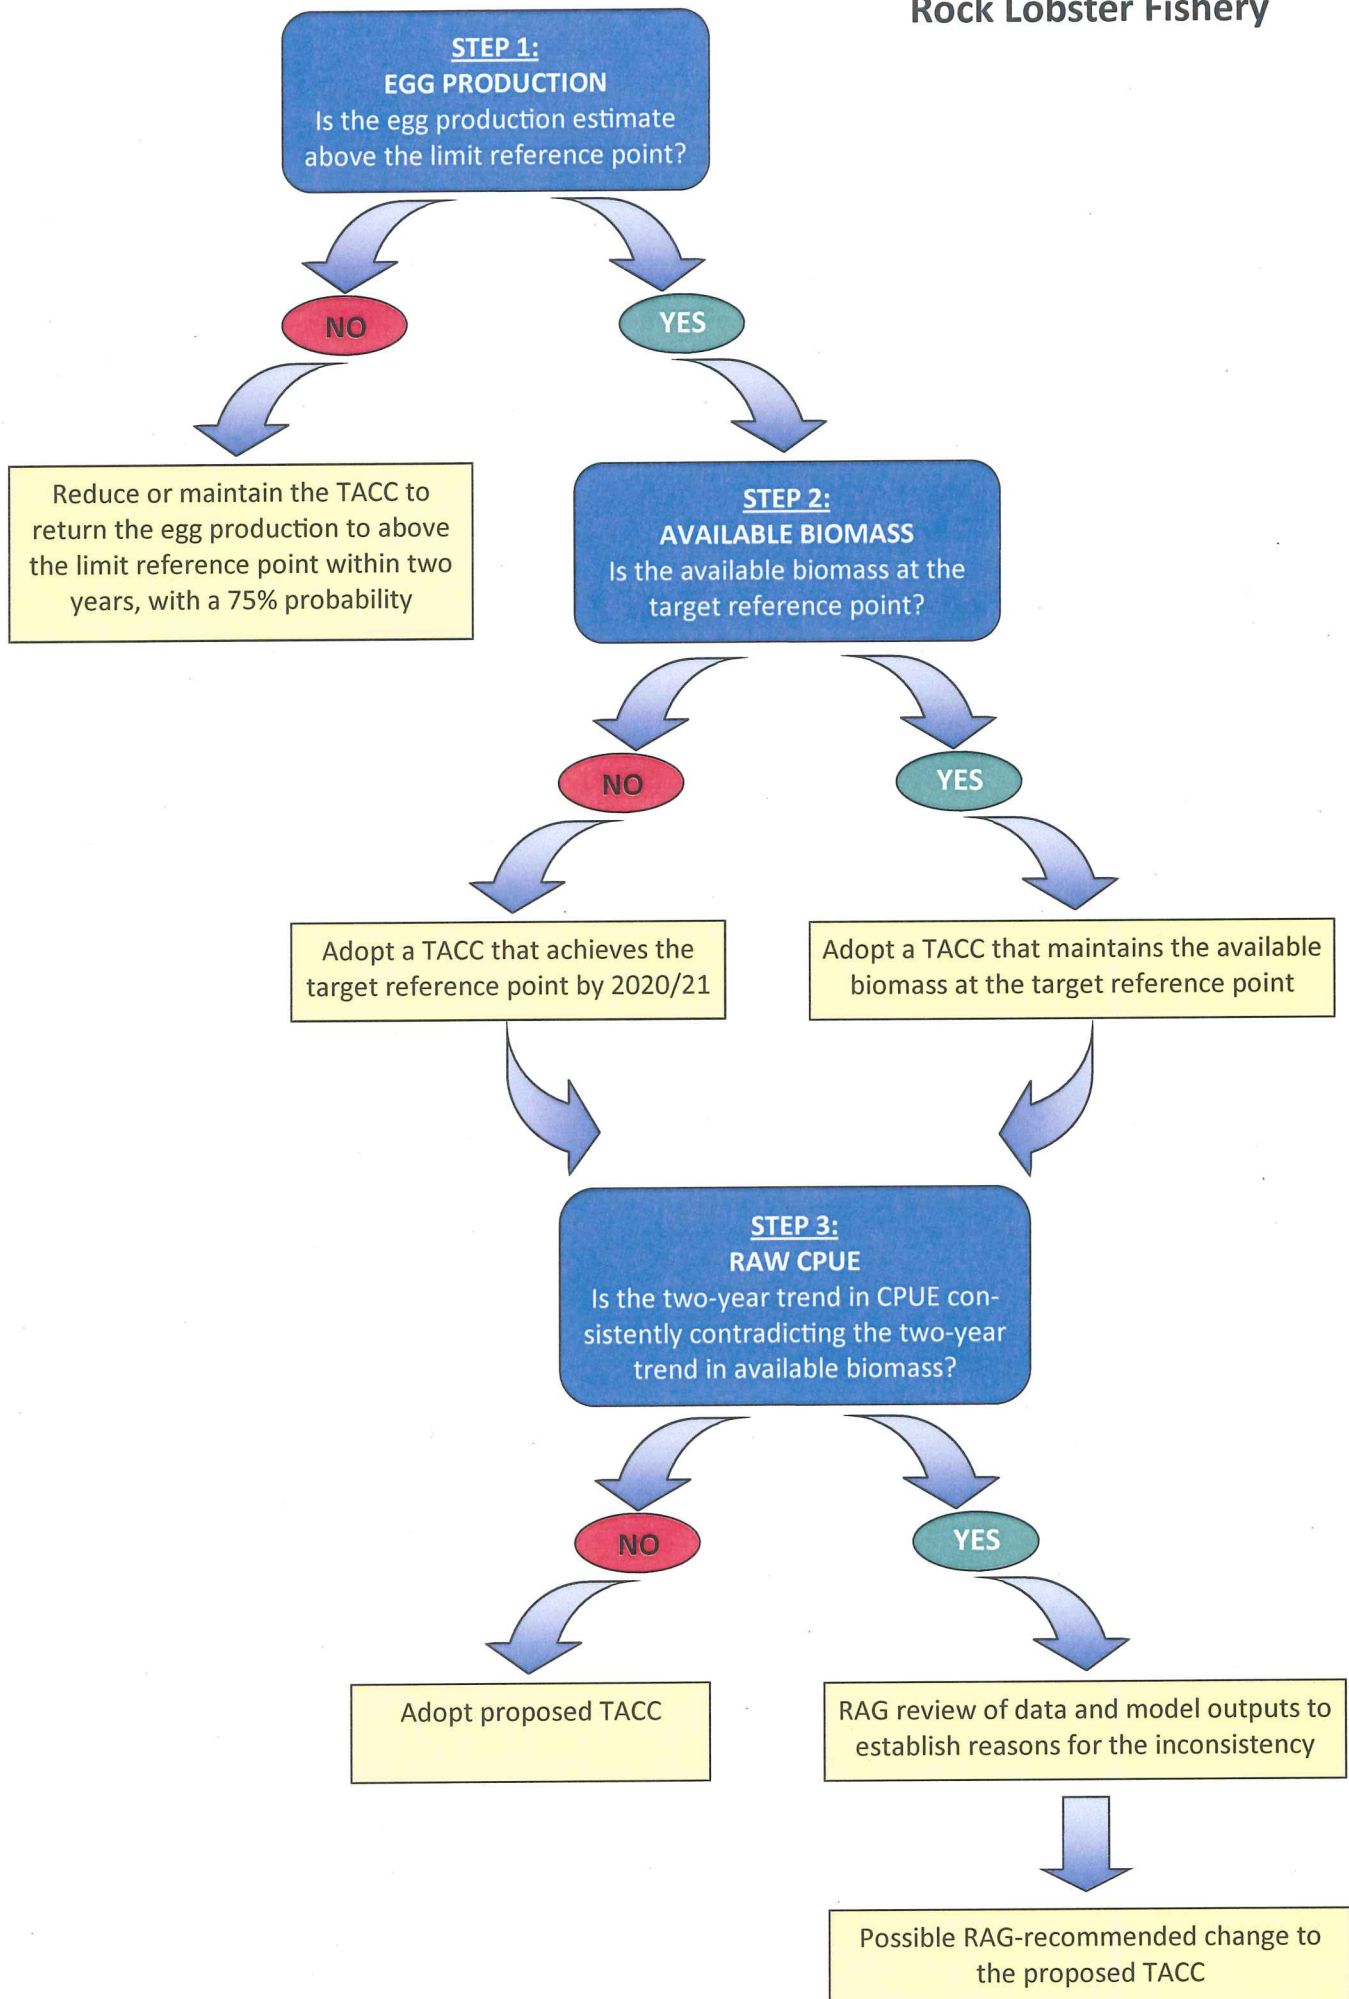 Rock Lobster Fishery
STEP 1:
EGG PRODUCTION
Is the egg production estimate
above the limit reference point?
NO
YES
Reduce or maintain the TACC to
return the egg production to above
the limit reference point within two
years, with a 75% probability
STEP 2:
AVAILABLE BIOMASS
Is the available biomass at the
target reference point?
NO
YES
Adopt a TACC that achieves the
target reference point by 2020/21
Adopt a TACC that maintains the available
biomass at the target reference point
STEP 3:
RAW CPUE
Is the two-year trend in CPUE con-
sistently contradicting the two-year
trend in available biomass?
NO
YES
Adopt proposed TACC
RAG review of data and model outputs to
establish reasons for the inconsistency
Possible RAG-recommended change to
the proposed TACC